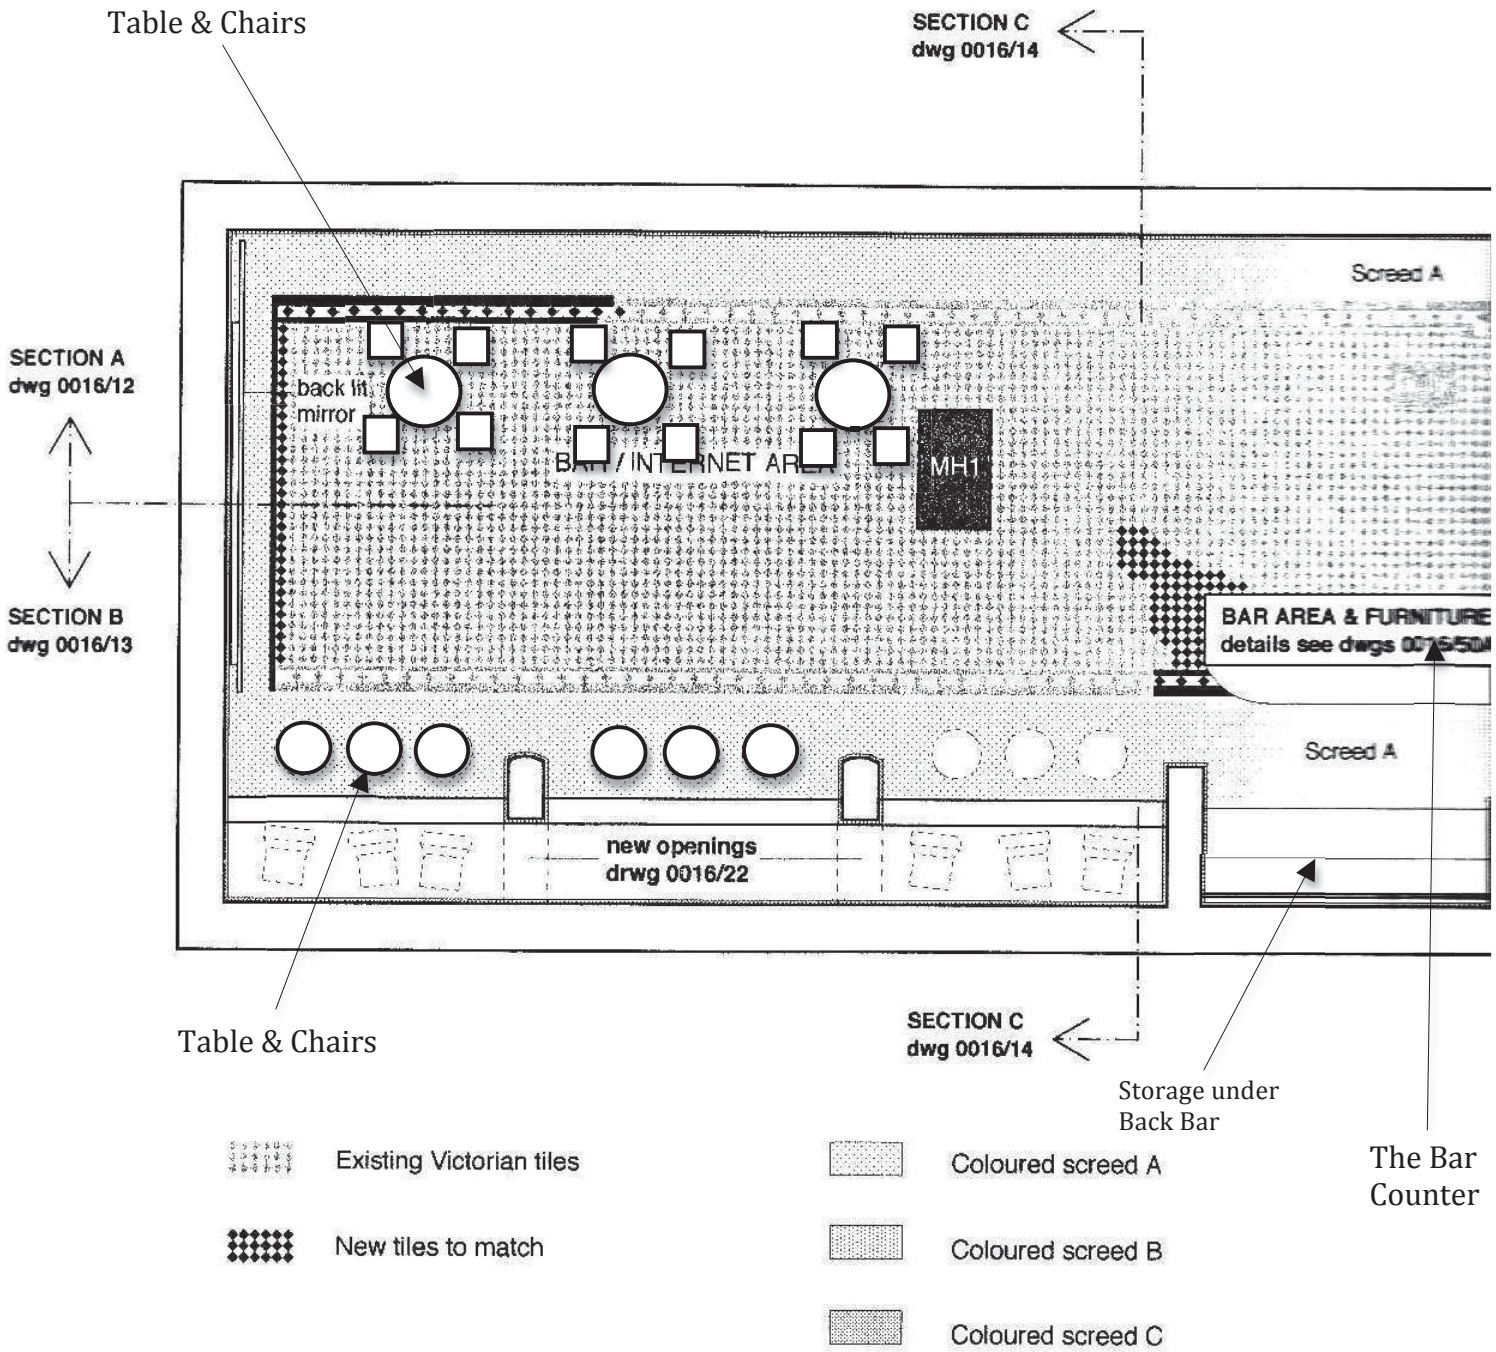 Table & Chairs
SECTION C
dwg 0016/14
Screed A
SECTION A
dwg 0016/12
back lit
mirror
BAR / INTERNET AREA
MH1
SECTION B
dwg 0016/13
BAR AREA & FURNITURE
details see dwgs
Screed A
new openings
drwg 0016/22
Table & Chairs
SECTION C
dwg 0016/14
Storage under
Back Bar
The Bar
Counter
Existing Victorian tiles
New tiles to match
Coloured screed A
Coloured screed B
Coloured screed C